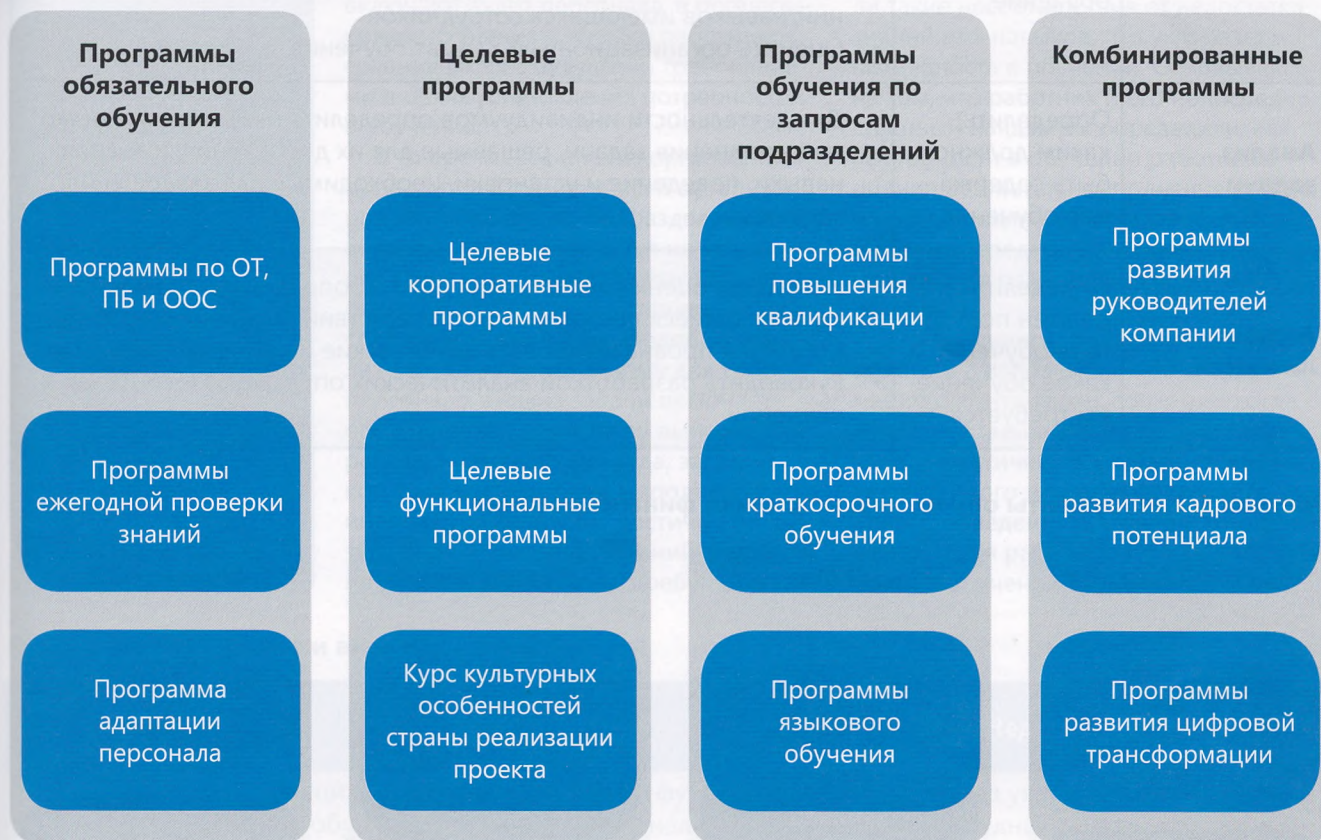 Программы
обязательного
обучения
Программы по ОТ,
ПБ и ООС
Программы
ежегодной проверки
знаний
Программа
адаптации
персонала
Целевые
программы
Целевые
корпоративные
программы
Целевые
функциональные
программы
Курс культурных
особенностей
страны реализации
проекта
Программы
обучения по
запросам
подразделений
Программы
повышения
квалификации
Программы
краткосрочного
обучения
Программы
языкового
обучения
Комбинированные
программы
Программы
развития
руководителей
компании
Программы
развития кадрового
потенциала
Программы
развития цифровой
трансформации